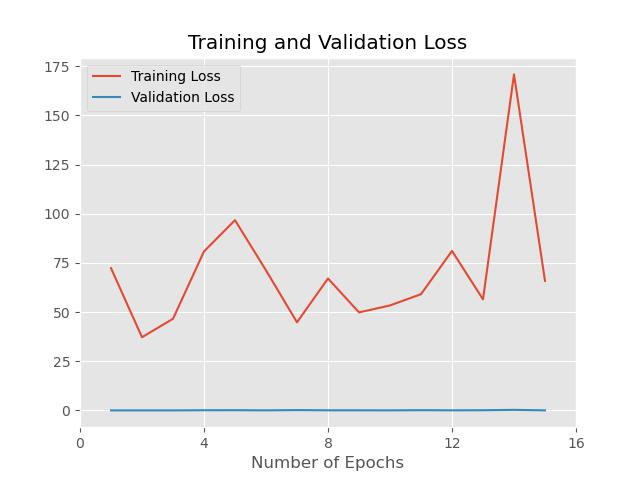 Training and Validation Loss
175
Training Loss
Validation Loss
150
125
100
75
50
25
0
0 4 8 12 16
Number of Epochs